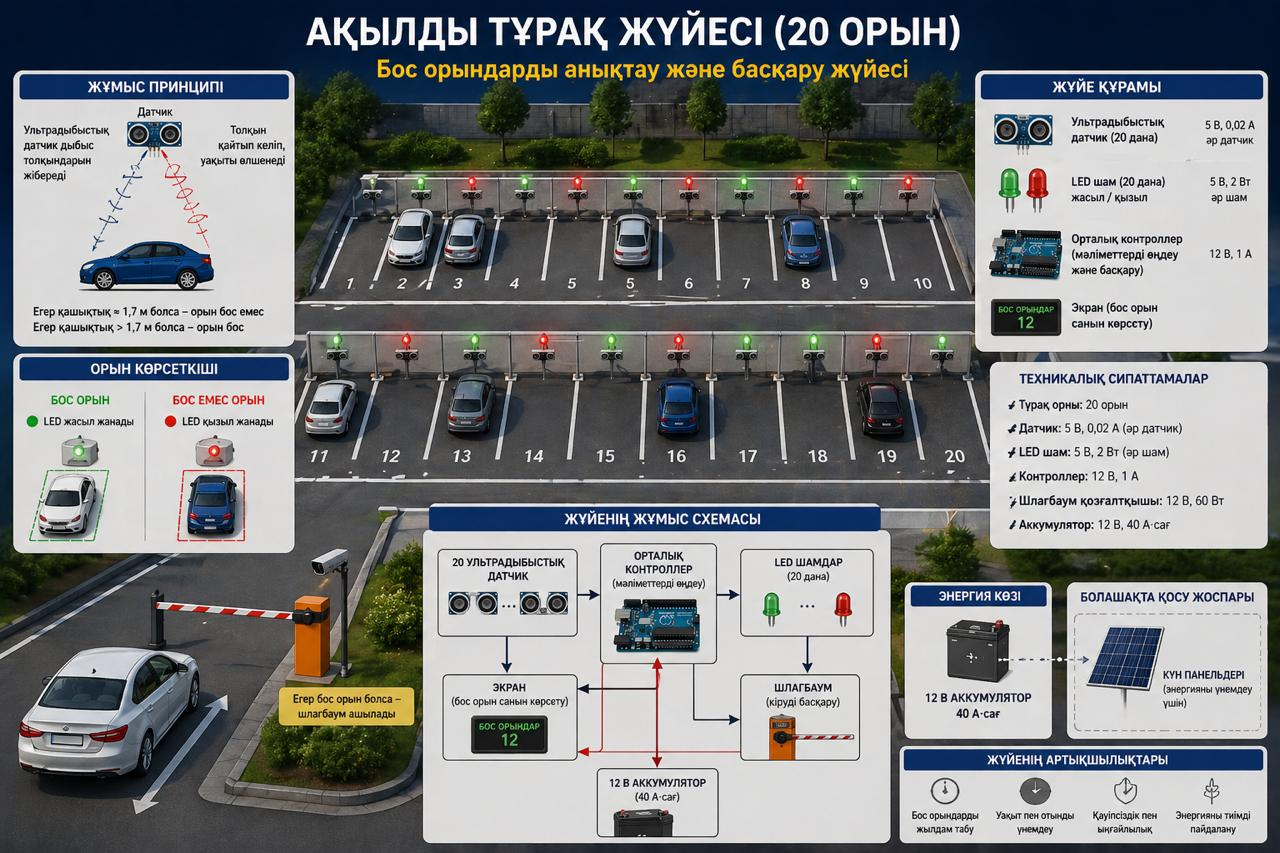 АҚЫЛДЫ ТҰРАҚ ЖҮЙЕСІ (20 ОРЫН)
Бос орындарды анықтау және басқару жүйесі
ЖҰМЫС ПРИНЦИПІ
Датчик
Ультрадыбыстық
датчик дыбыс
толқындарын
жібереді
Толқын
қайтып келіп,
уақыты өлшенеді
Егер қашықтық ≈ 1,7 м болса – орын бос емес
Егер қашықтық > 1,7 м болса – орын бос
ОРЫН КӨРСЕТКІШІ
БОС ОРЫН
LED жасыл жанады
БОС ЕМЕС ОРЫН
LED қызыл жанады
1 2 3 4 5 6 7 8 9 10
11 12 13 14 15 16 17 18 19 20
ЖҮЙЕ ҚҰРАМЫ
Ультрадыбыстық
датчик (20 дана)
5 В, 0,02 А
әр датчик
LED шам (20 дана)
жасыл / қызыл
5 В, 2 Вт
әр шам
Орталық контроллер
(мәліметтерді өңдеу
және басқару)
12 В, 1 А
БОС ОРЫНДАР
12
Экран (бос орын
санын көрсету)
ТЕХНИКАЛЫҚ СИПАТТАМАЛАР
Тұрақ орны: 20 орын
Датчик: 5 В, 0,02 А (әр датчик)
LED шам: 5 В, 2 Вт (әр шам)
Контроллер: 12 В, 1 А
Шлагбаум қозғалтқышы: 12 В, 60 Вт
Аккумулятор: 12 В, 40 А·сағ
Егер бос орын болса –
шлагбаум ашылады
ЖҮЙЕНІҢ ЖҰМЫС СХЕМАСЫ
20 УЛЬТРАДЫБЫСТЫҚ
ДАТЧИК
ОРТАЛЫҚ
КОНТРОЛЛЕР
(мәліметтерді өңдеу)
LED ШАМДАР
(20 дана)
ЭКРАН
(бос орын санын көрсету)
БОС ОРЫНДАР
12
ШЛАГБАУМ
(кіруді басқару)
12 В АККУМУЛЯТОР
(40 А·сағ)
ЭНЕРГИЯ КӨЗІ
12 В АККУМУЛЯТОР
40 А·сағ
БОЛАШАҚТА ҚОСУ ЖОСПАРЫ
КҮН ПАНЕЛЬДЕРІ
(энергияны үнемдеу
үшін)
ЖҮЙЕНІҢ АРТЫҚШЫЛЫҚТАРЫ
Бос орындарды
жылдам табу
Уақыт пен отынды
үнемдеу
Қауіпсіздік пен
ыңғайлылық
Энергияны тиімді
пайдалану